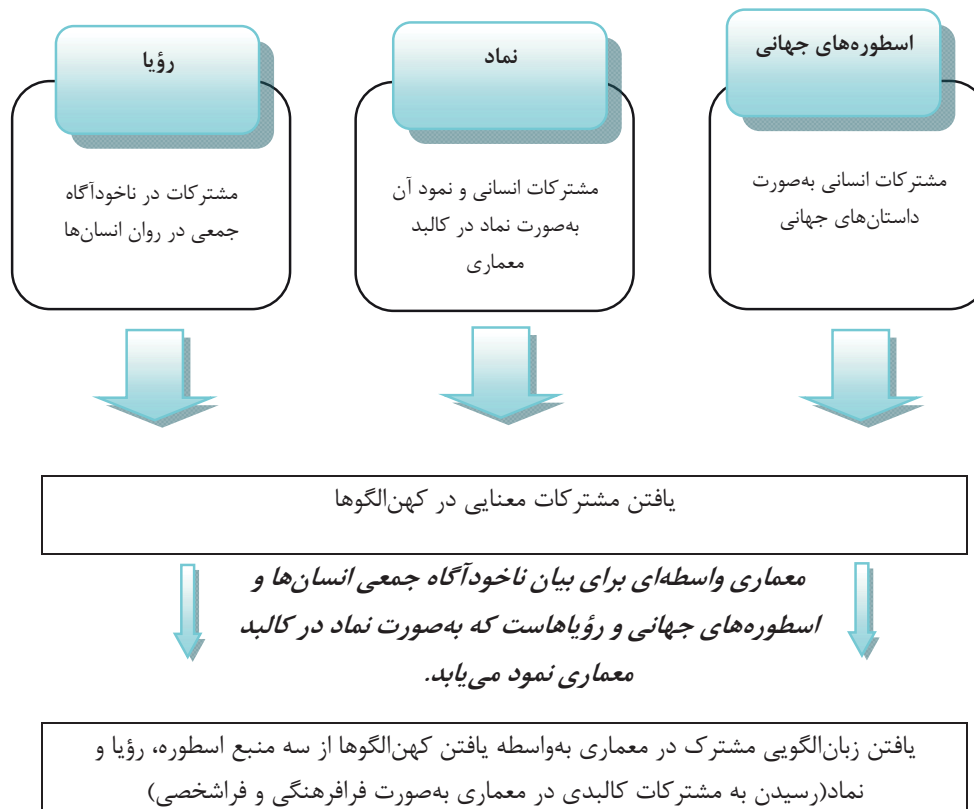 اسطوره‌های جهانی
مشترکات انسانی به‌صورت
داستان‌های جهانی
نماد
مشترکات انسانی و نمود آن
به‌صورت نماد در کالبد
معماری
رؤیا
مشترکات در ناخودآگاه
جمعی در روان انسان‌ها
یافتن مشترکات معنایی در کهن‌الگوها
معماری واسطه‌ای برای بیان ناخودآگاه جمعی انسان‌ها و
اسطوره‌های جهانی و رؤیاهاست که به‌صورت نماد در کالبد
معماری نمود می‌یابد.
یافتن زبان‌الگویی مشترک در معماری به‌واسطه یافتن کهن‌الگوها از سه منبع اسطوره، رؤیا و
نماد(رسیدن به مشترکات کالبدی در معماری به‌صورت فرافرهنگی و فراشخصی)